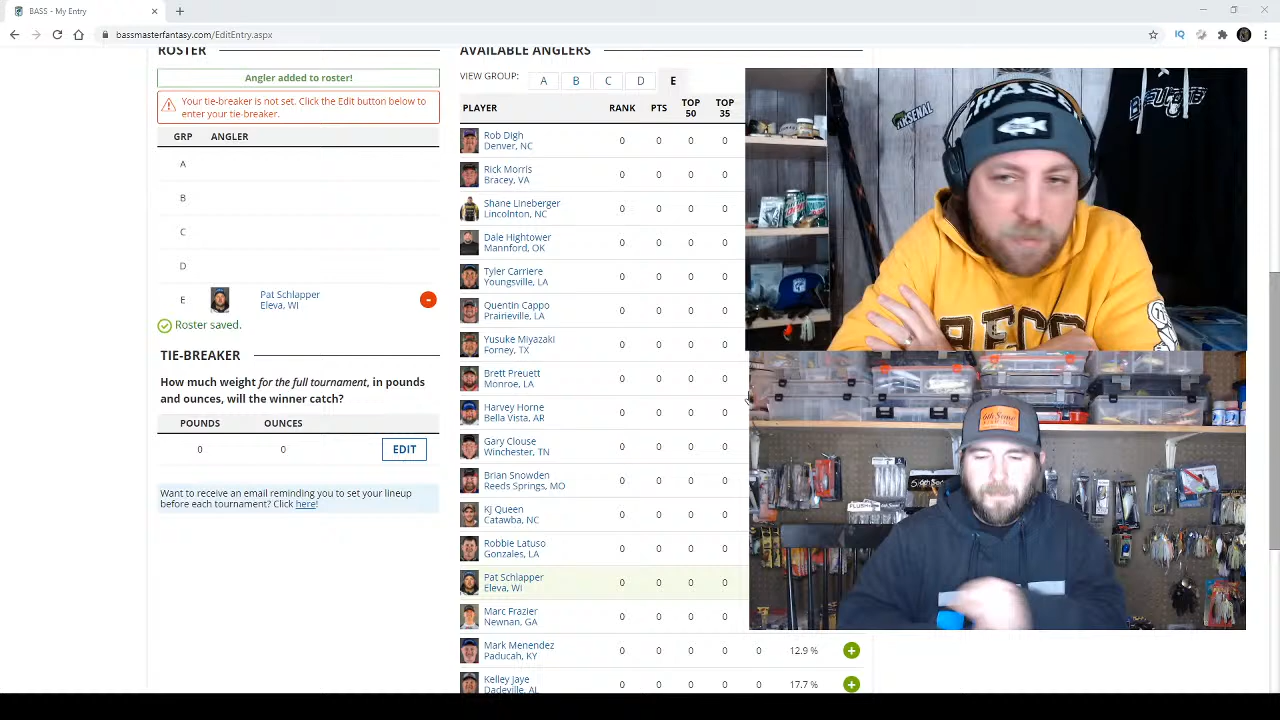 BASS - My Entry
bassmasterfantasy.com/EditEntry.aspx
IQ
ROSTER
Angler added to roster!
Your tie-breaker is not set. Click the Edit button below to
enter your tie-breaker.
GRP ANGLER
A
B
C
D
E Pat Schlapper
Eleva, WI
Roster saved.
TIE-BREAKER
How much weight for the full tournament, in pounds
and ounces, will the winner catch?
POUNDS OUNCES
0 0 EDIT
Want to receive an email reminding you to set your lineup
before each tournament? Click here!
AVAILABLE ANGLERS
VIEW GROUP: A B C D E
PLAYER RANK PTS TOP 50 TOP 35
Rob Digh 0 0 0 0
Denver, NC
Rick Morris 0 0 0 0
Bracey, VA
Shane Lineberger 0 0 0 0
Lincolnton, NC
Dale Hightower 0 0 0 0
Mannford, OK
Tyler Carriere 0 0 0 0
Youngsville, LA
Quentin Cappo 0 0 0 0
Prairieville, LA
Yusuke Miyazaki 0 0 0 0
Forney, TX
Brett Preuett 0 0 0 0
Monroe, LA
Harvey Horne 0 0 0 0
Bella Vista, AR
Gary Clouse 0 0 0 0
Winchester, TN
Brian Snowden 0 0 0 0
Reeds Springs, MO
KJ Queen 0 0 0 0
Catawba, NC
Robbie Latuso 0 0 0 0
Gonzales, LA
Pat Schlapper 0 0 0 0
Eleva, WI
Marc Frazier 0 0 0 0
Newnan, GA
Mark Menendez 0 0 0 0 0 12.9 %
Paducah, KY
Kelley Jaye 0 0 0 0 0 17.7 %
Dadeville, AL
ARSENAL
CHASE
6th Sense